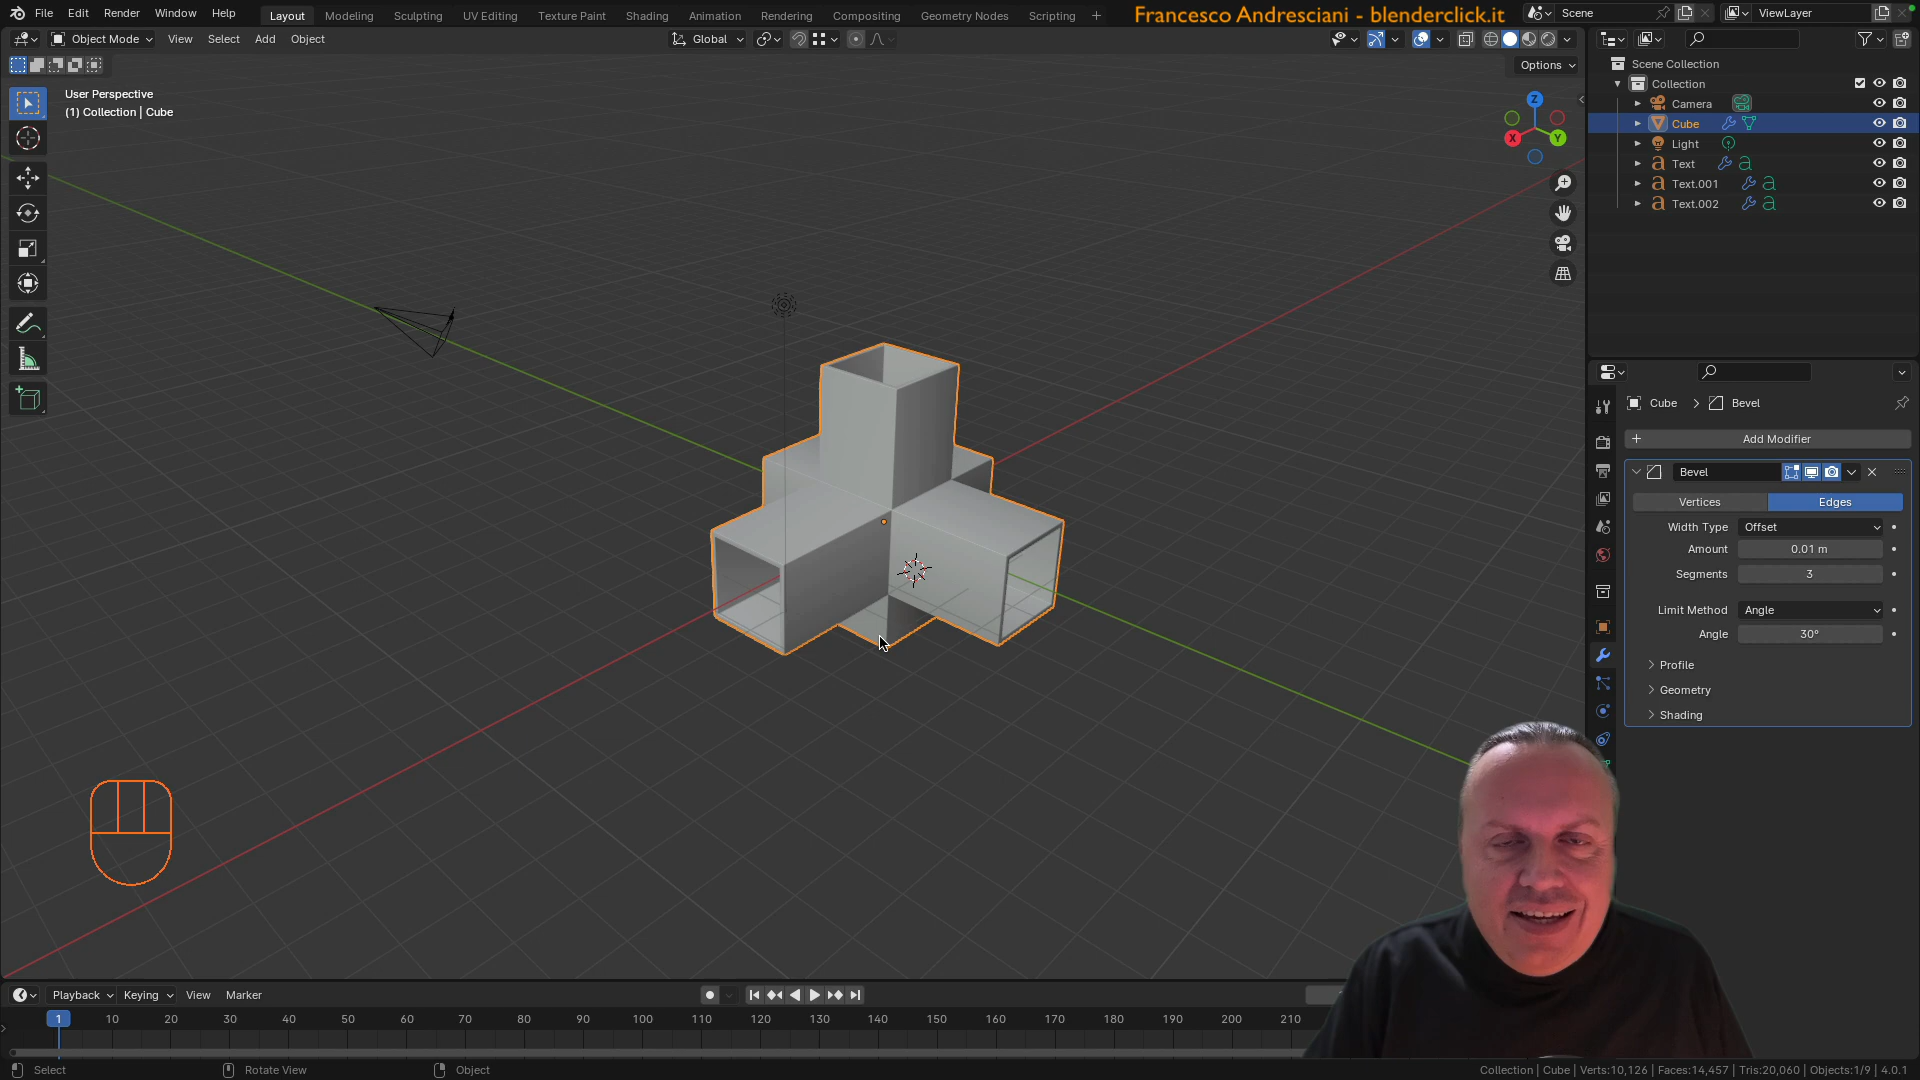 File Edit Render Window Help Layout Modeling Sculpting UV Editing Texture Paint Shading Animation Rendering Compositing Geometry Nodes Scripting + Francesco Andresciani - blenderclick.it Scene ViewLayer
Object Mode View Select Add Object Global
Options
User Perspective
(1) Collection | Cube
Z
X
Y
Scene Collection
Collection
Camera
Cube
Light
Text
Text.001
Text.002
Cube > Bevel
+ Add Modifier
Bevel
Vertices Edges
Width Type Offset
Amount 0.01 m
Segments 3
Limit Method Angle
Angle 30°
Profile
Geometry
Shading
Playback Keying View Marker
1 10 20 30 40 50 60 70 80 90 100 110 120 130 140 150 160 170 180 190 200 210
Select Rotate View Object Collection | Cube | Verts:10,126 | Faces:14,457 | Tris:20,060 | Objects:1/9 | 4.0.1